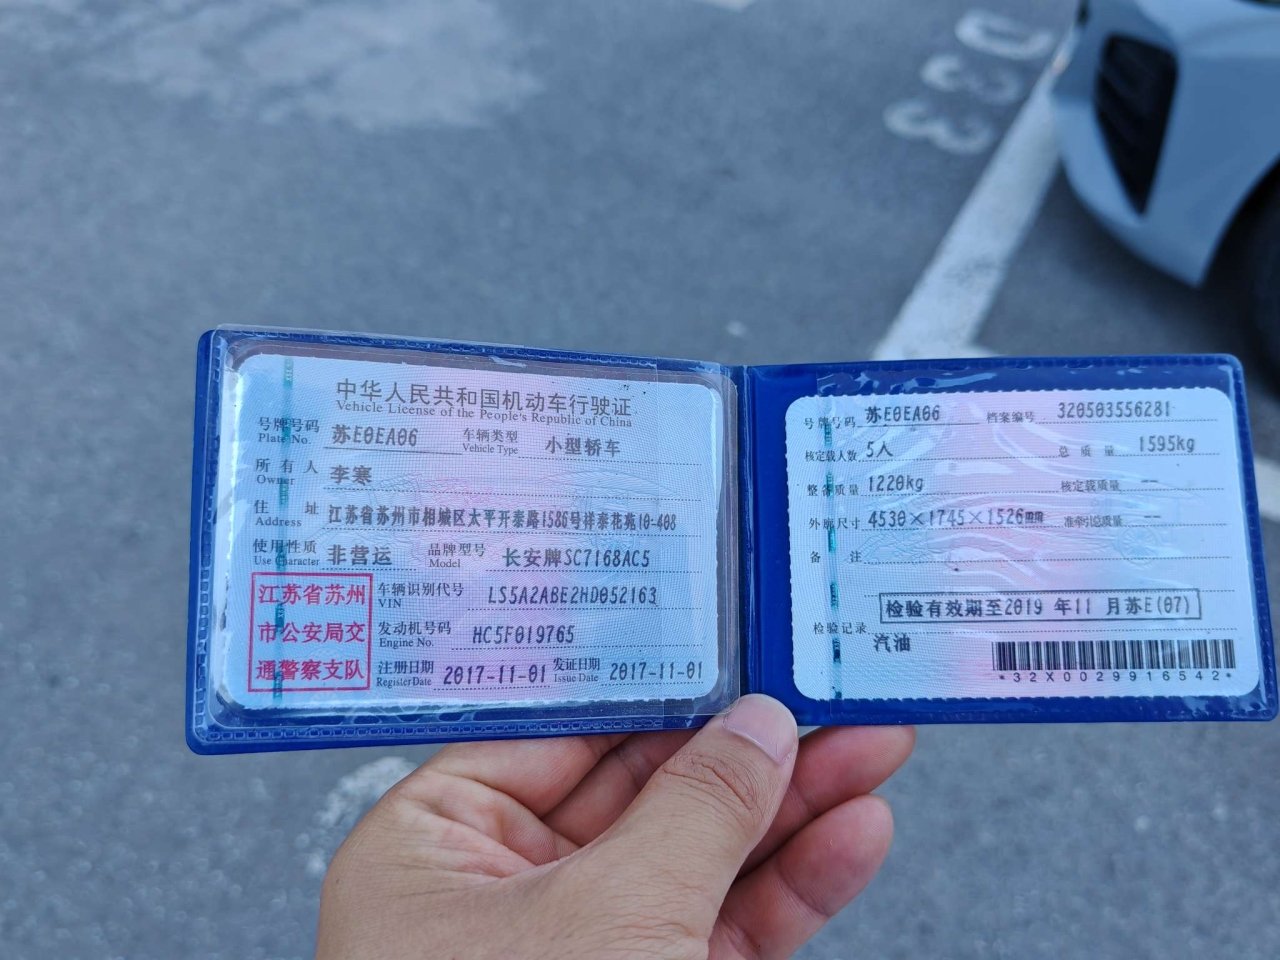 033
中华人民共和国机动车行驶证
Vehicle License of the People's Republic of China
号牌号码 苏E0EA06 车辆类型 小型轿车
Plate No. Vehicle Type
所有人 李寒
Owner
住址 江苏省苏州市相城区太平开泰路1586号祥泰花苑10-408
Address
使用性质 非营运 品牌型号 长安牌SC7168AC5
Use Character Model
江苏省苏州
市公安局交
通警察支队
车辆识别代号 LS5A2ABE2HD052163
VIN
发动机号码 HC5F019765
Engine No.
注册日期 2017-11-01 发证日期 2017-11-01
Register Date Issue Date
号牌号码 苏E0EA06 档案编号 320503556281
核定载人数 5人 总质量 1595kg
整备质量 1220kg 核定载质量 --
外廓尺寸 4530×1745×1526mm 准牵引总质量 --
备注
检验有效期至2019 年11 月苏E(07)
检验记录
汽油
*32X0029916542*